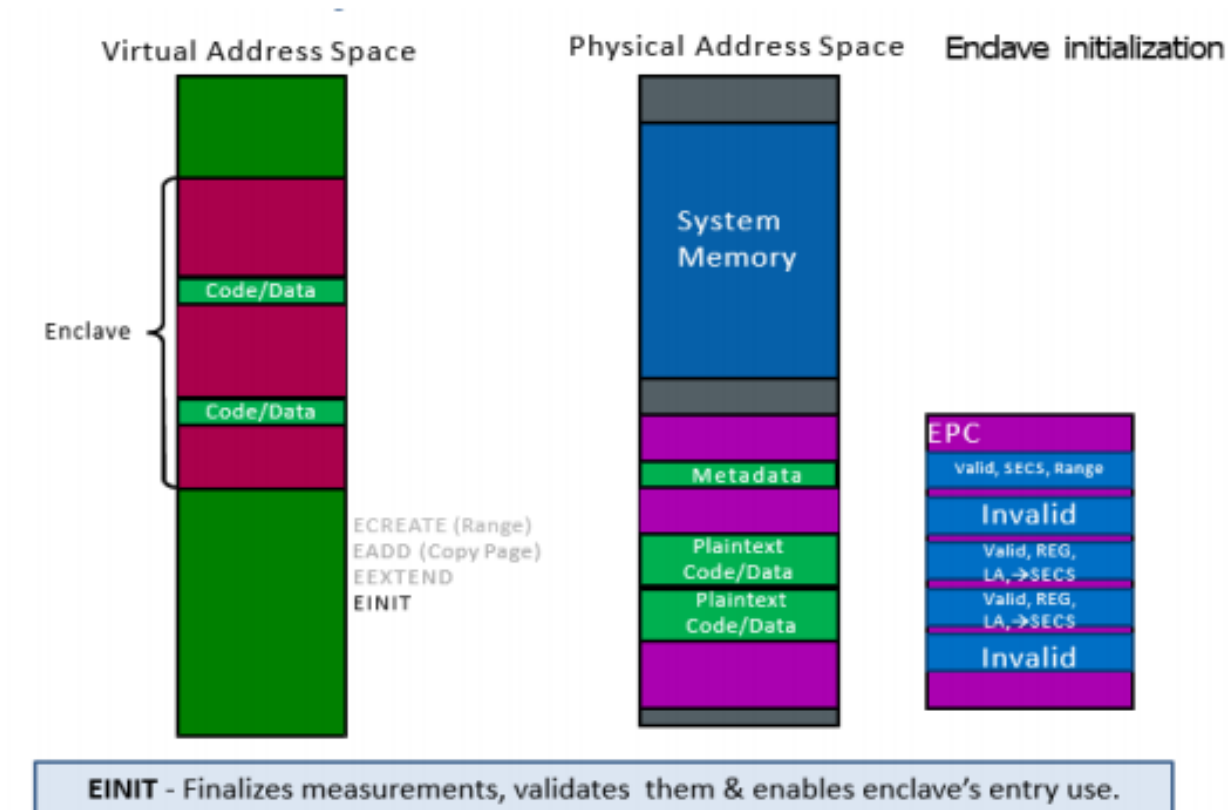 Virtual Address Space
Physical Address Space
Enclave initialization
Enclave
Code/Data
Code/Data
ECREATE (Range)
EADD (Copy Page)
EEXTEND
EINIT
System
Memory
Metadata
Plaintext
Code/Data
Plaintext
Code/Data
EPC
Valid, SECS, Range
Invalid
Valid, REG,
LA,→SECS
Valid, REG,
LA,→SECS
Invalid
EINIT - Finalizes measurements, validates them & enables enclave's entry use.